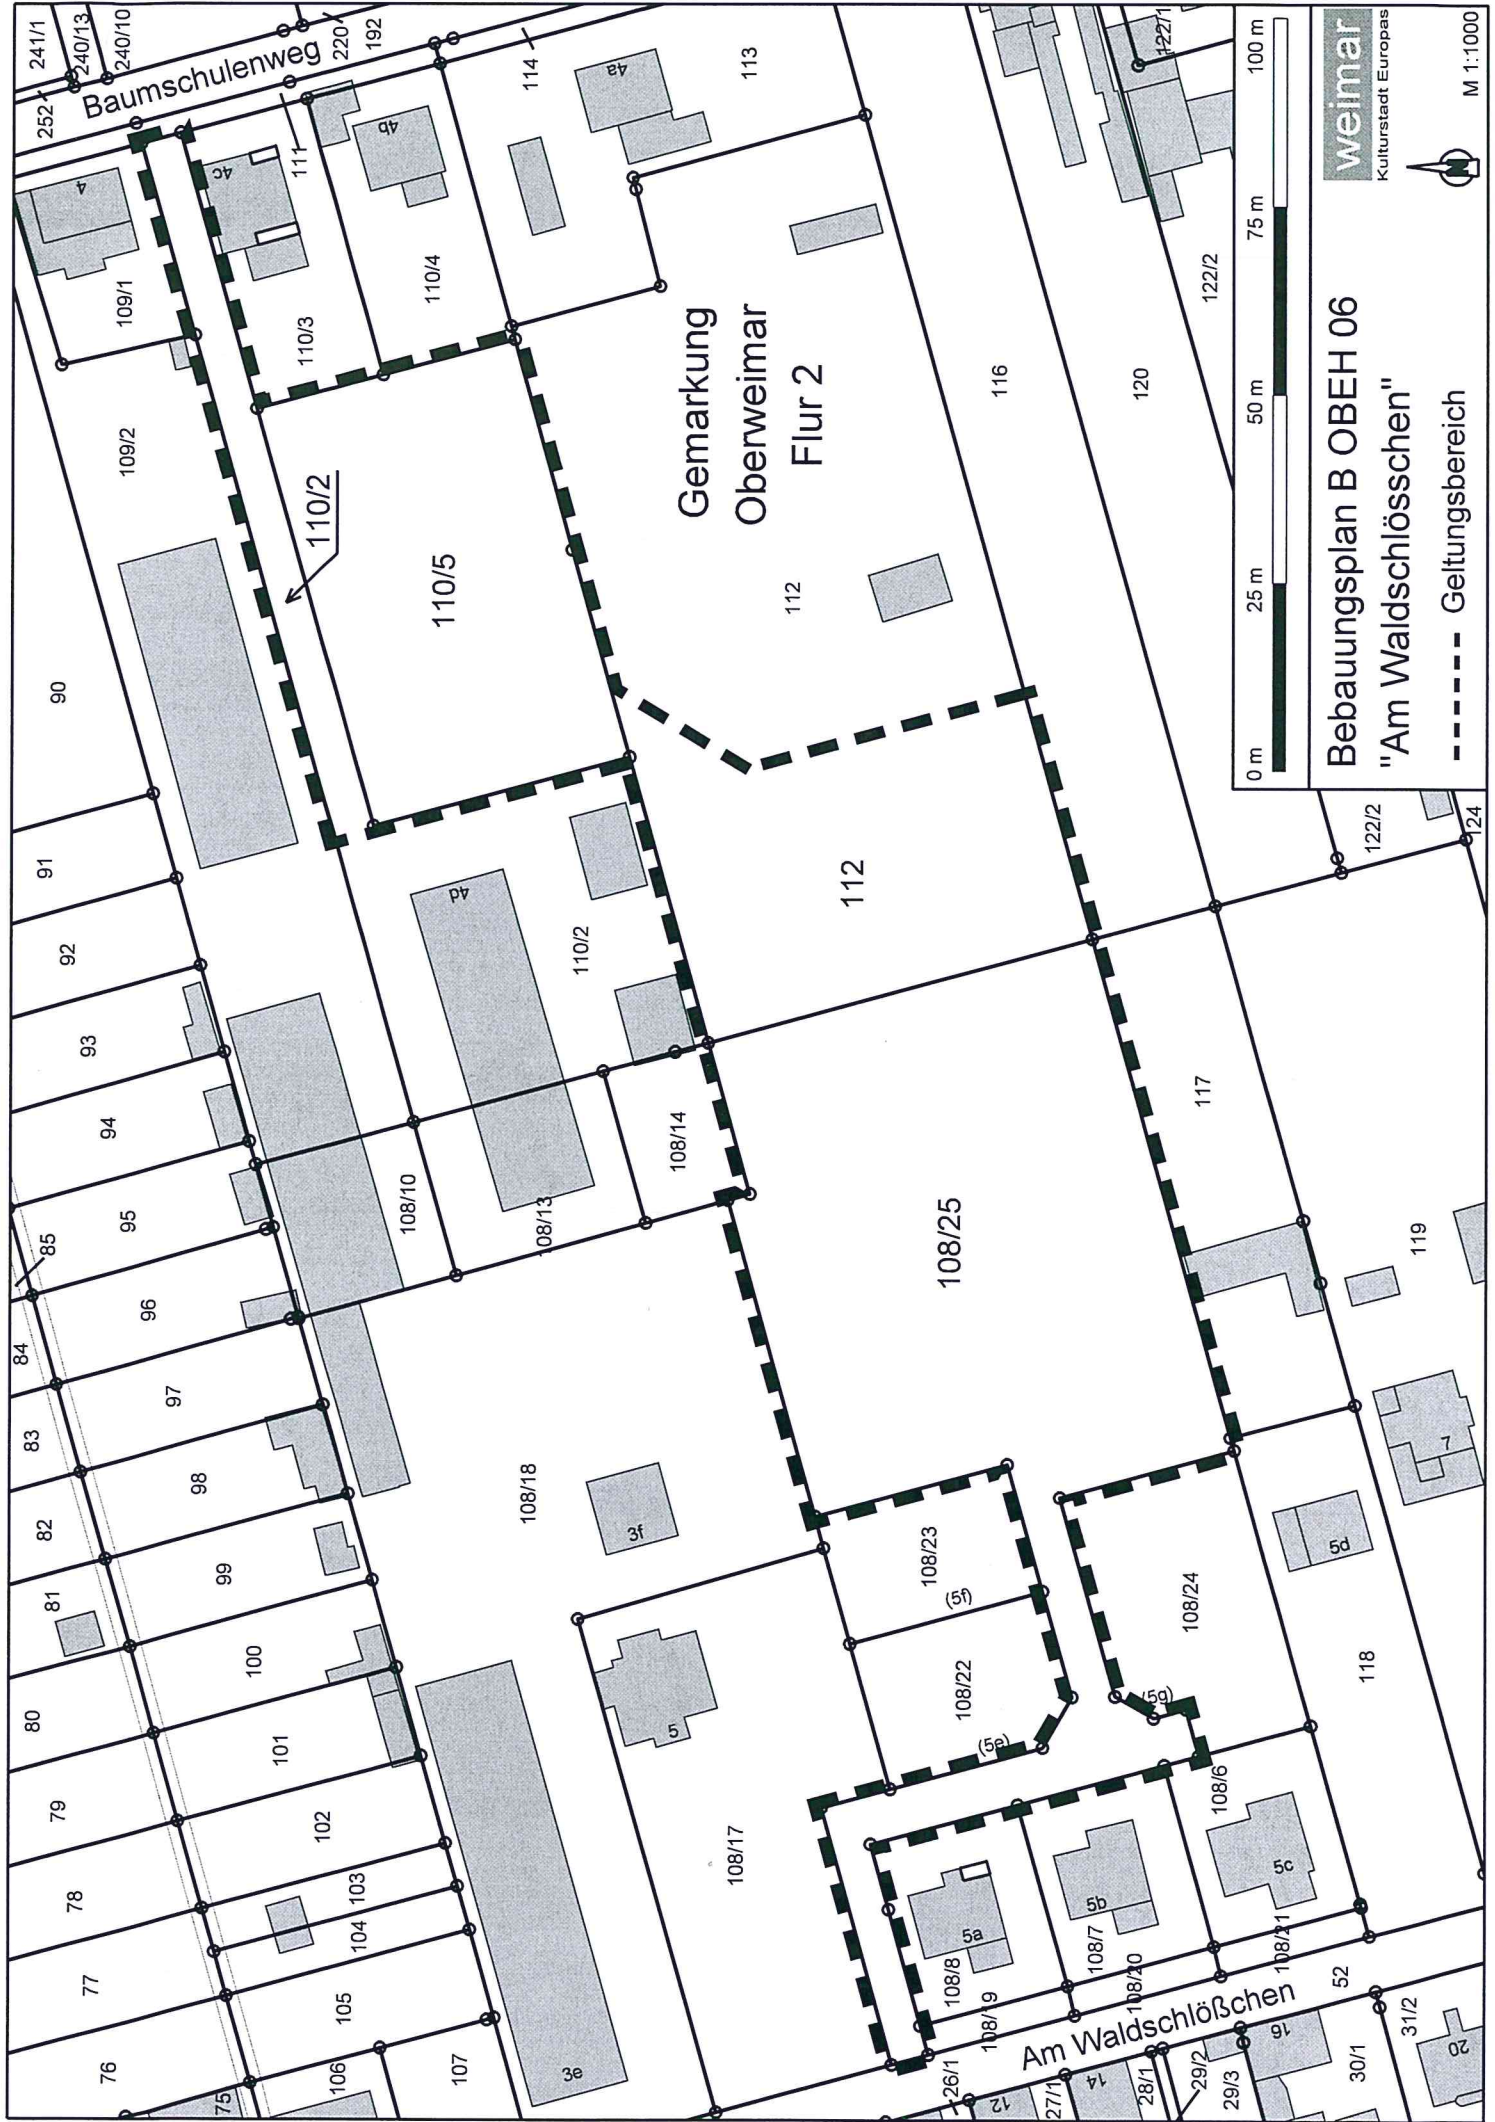 Bebauungsplan B OBEH 06
"Am Waldschlösschen"
Geltungsbereich
0 m
25 m
50 m
75 m
100 m
weimar
Kulturstadt Europas
N
M 1:1000
Gemarkung
Oberweimar
Flur 2
Baumschulenweg
Am Waldschlößchen
241/1
240/13
240/10
252
220
192
4
4c
111
4b
114
4a
113
122/1
109/1
110/3
110/4
109/2
110/2
110/5
116
120
122/2
90
112
91
92
93
94
95
85
96
84
97
83
98
82
99
81
100
80
101
79
102
78
103
104
77
105
76
106
75
107
4d
110/2
112
122/2
124
108/14
108/10
108/13
108/25
117
119
108/18
3f
108/23
(5f)
108/22
(5e)
108/24
(5g)
5d
7
118
5
108/17
108/6
5c
5b
5a
108/8
108/7
108/19
108/20
108/21
52
3e
26/1
12
27/1
14
28/1
29/2
29/3
16
30/1
31/2
20